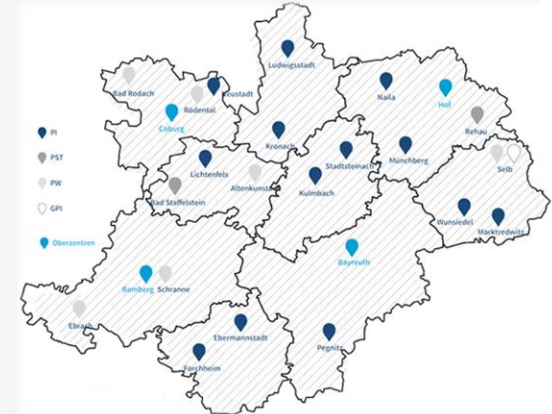 Ludwigsstadt
Bad Rodach
Neustadt
Rödental
Naila
Hof
Coburg
Rehau
PI
Kronach
Stadtsteinach
Münchberg
PST
Lichtenfels
Selb
PW
Altenkunstadt
Kulmbach
Bad Staffelstein
GPI
Wunsiedel
Marktredwitz
Oberzentren
Bayreuth
Bamberg
Schranne
Ebrach
Ebermannstadt
Pegnitz
Forchheim